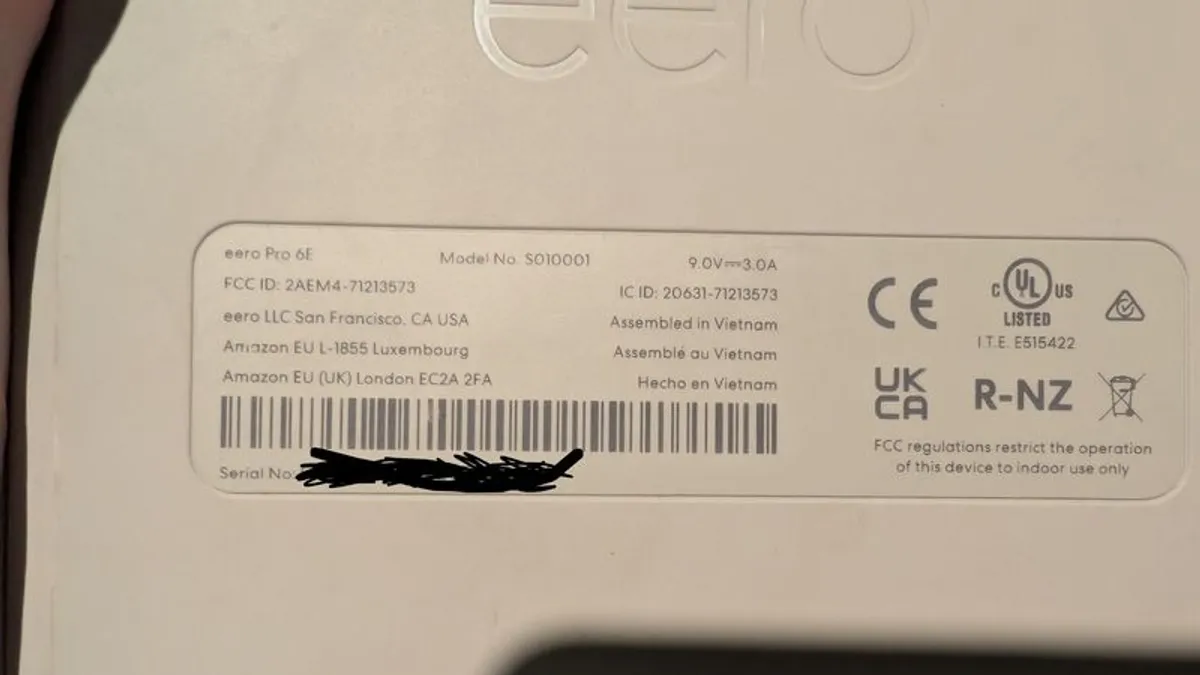 eero
eero Pro 6E
Model No. S010001
9.0V⎓3.0A
FCC ID: 2AEM4-71213573
IC ID: 20631-71213573
eero LLC San Francisco, CA USA
Assembled in Vietnam
Amazon EU L-1855 Luxembourg
Assemblé au Vietnam
Amazon EU (UK) London EC2A 2FA
Hecho en Vietnam
Serial No:
CE
C UL US
LISTED
I.T.E. E515422
UK
CA
R-NZ
FCC regulations restrict the operation
of this device to indoor use only